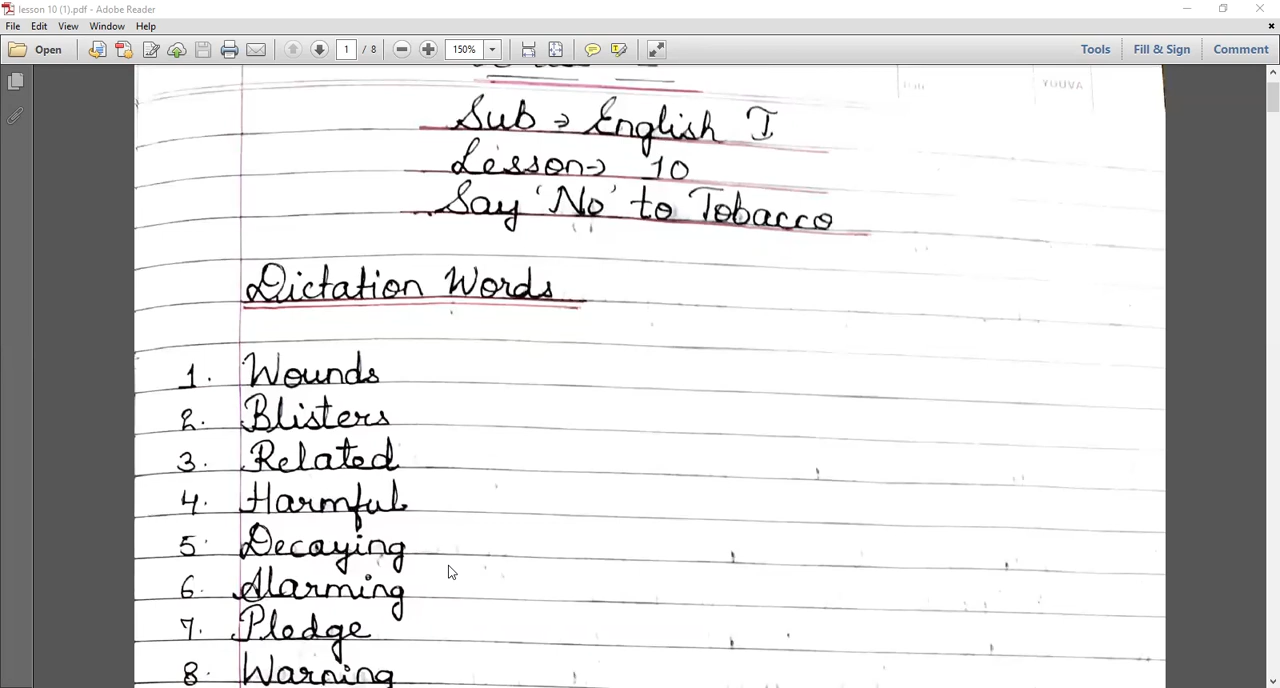 lesson 10 (1).pdf - Adobe Reader
File Edit View Window Help
Open 1 / 8 150% Tools Fill & Sign Comment
YOUVA
Sub → English I
Lesson → 10
Say 'No' to Tobacco
Dictation Words
1. Wounds
2. Blisters
3. Related
4. Harmful
5. Decaying
6. Alarming
7. Pledge
8. Warning